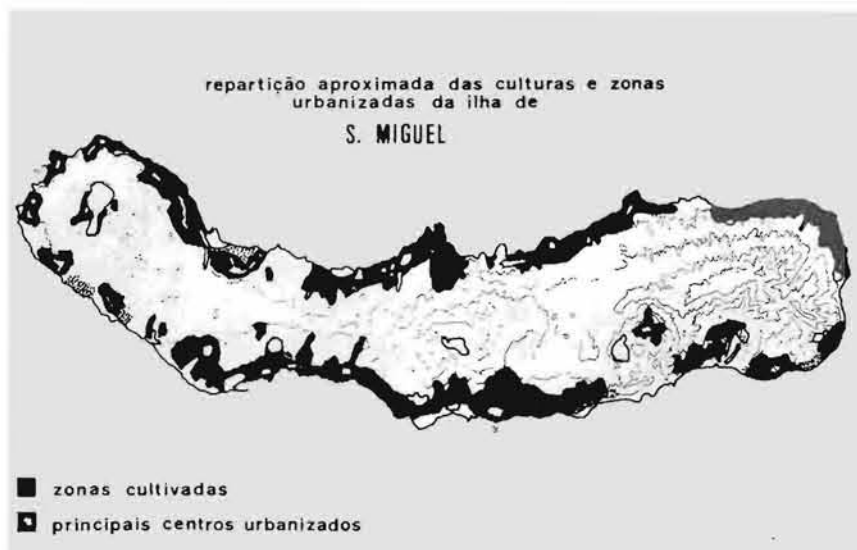 repartição aproximada das culturas e zonas
urbanizadas da ilha de
S. MIGUEL
zonas cultivadas
principais centros urbanizados